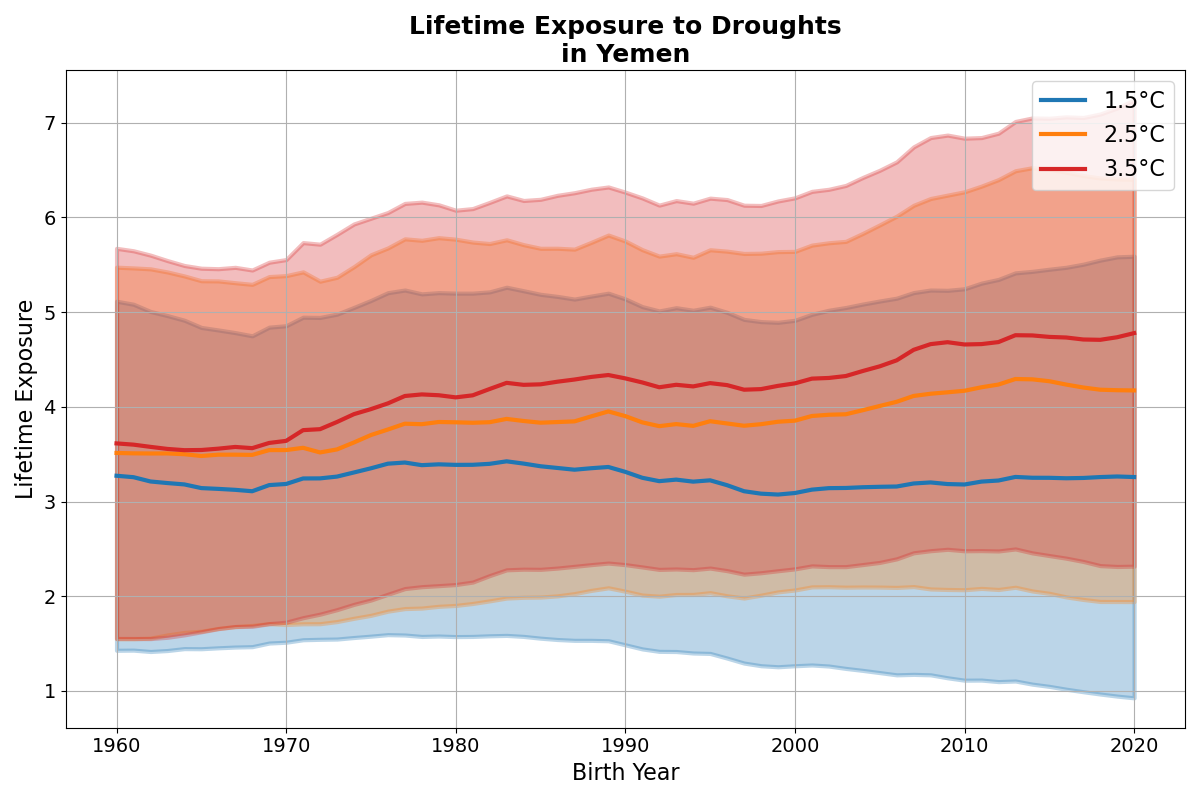 Lifetime Exposure to Droughts
in Yemen
1.5°C
2.5°C
3.5°C
Lifetime Exposure
7
6
5
4
3
2
1
1960
1970
1980
1990
2000
2010
2020
Birth Year